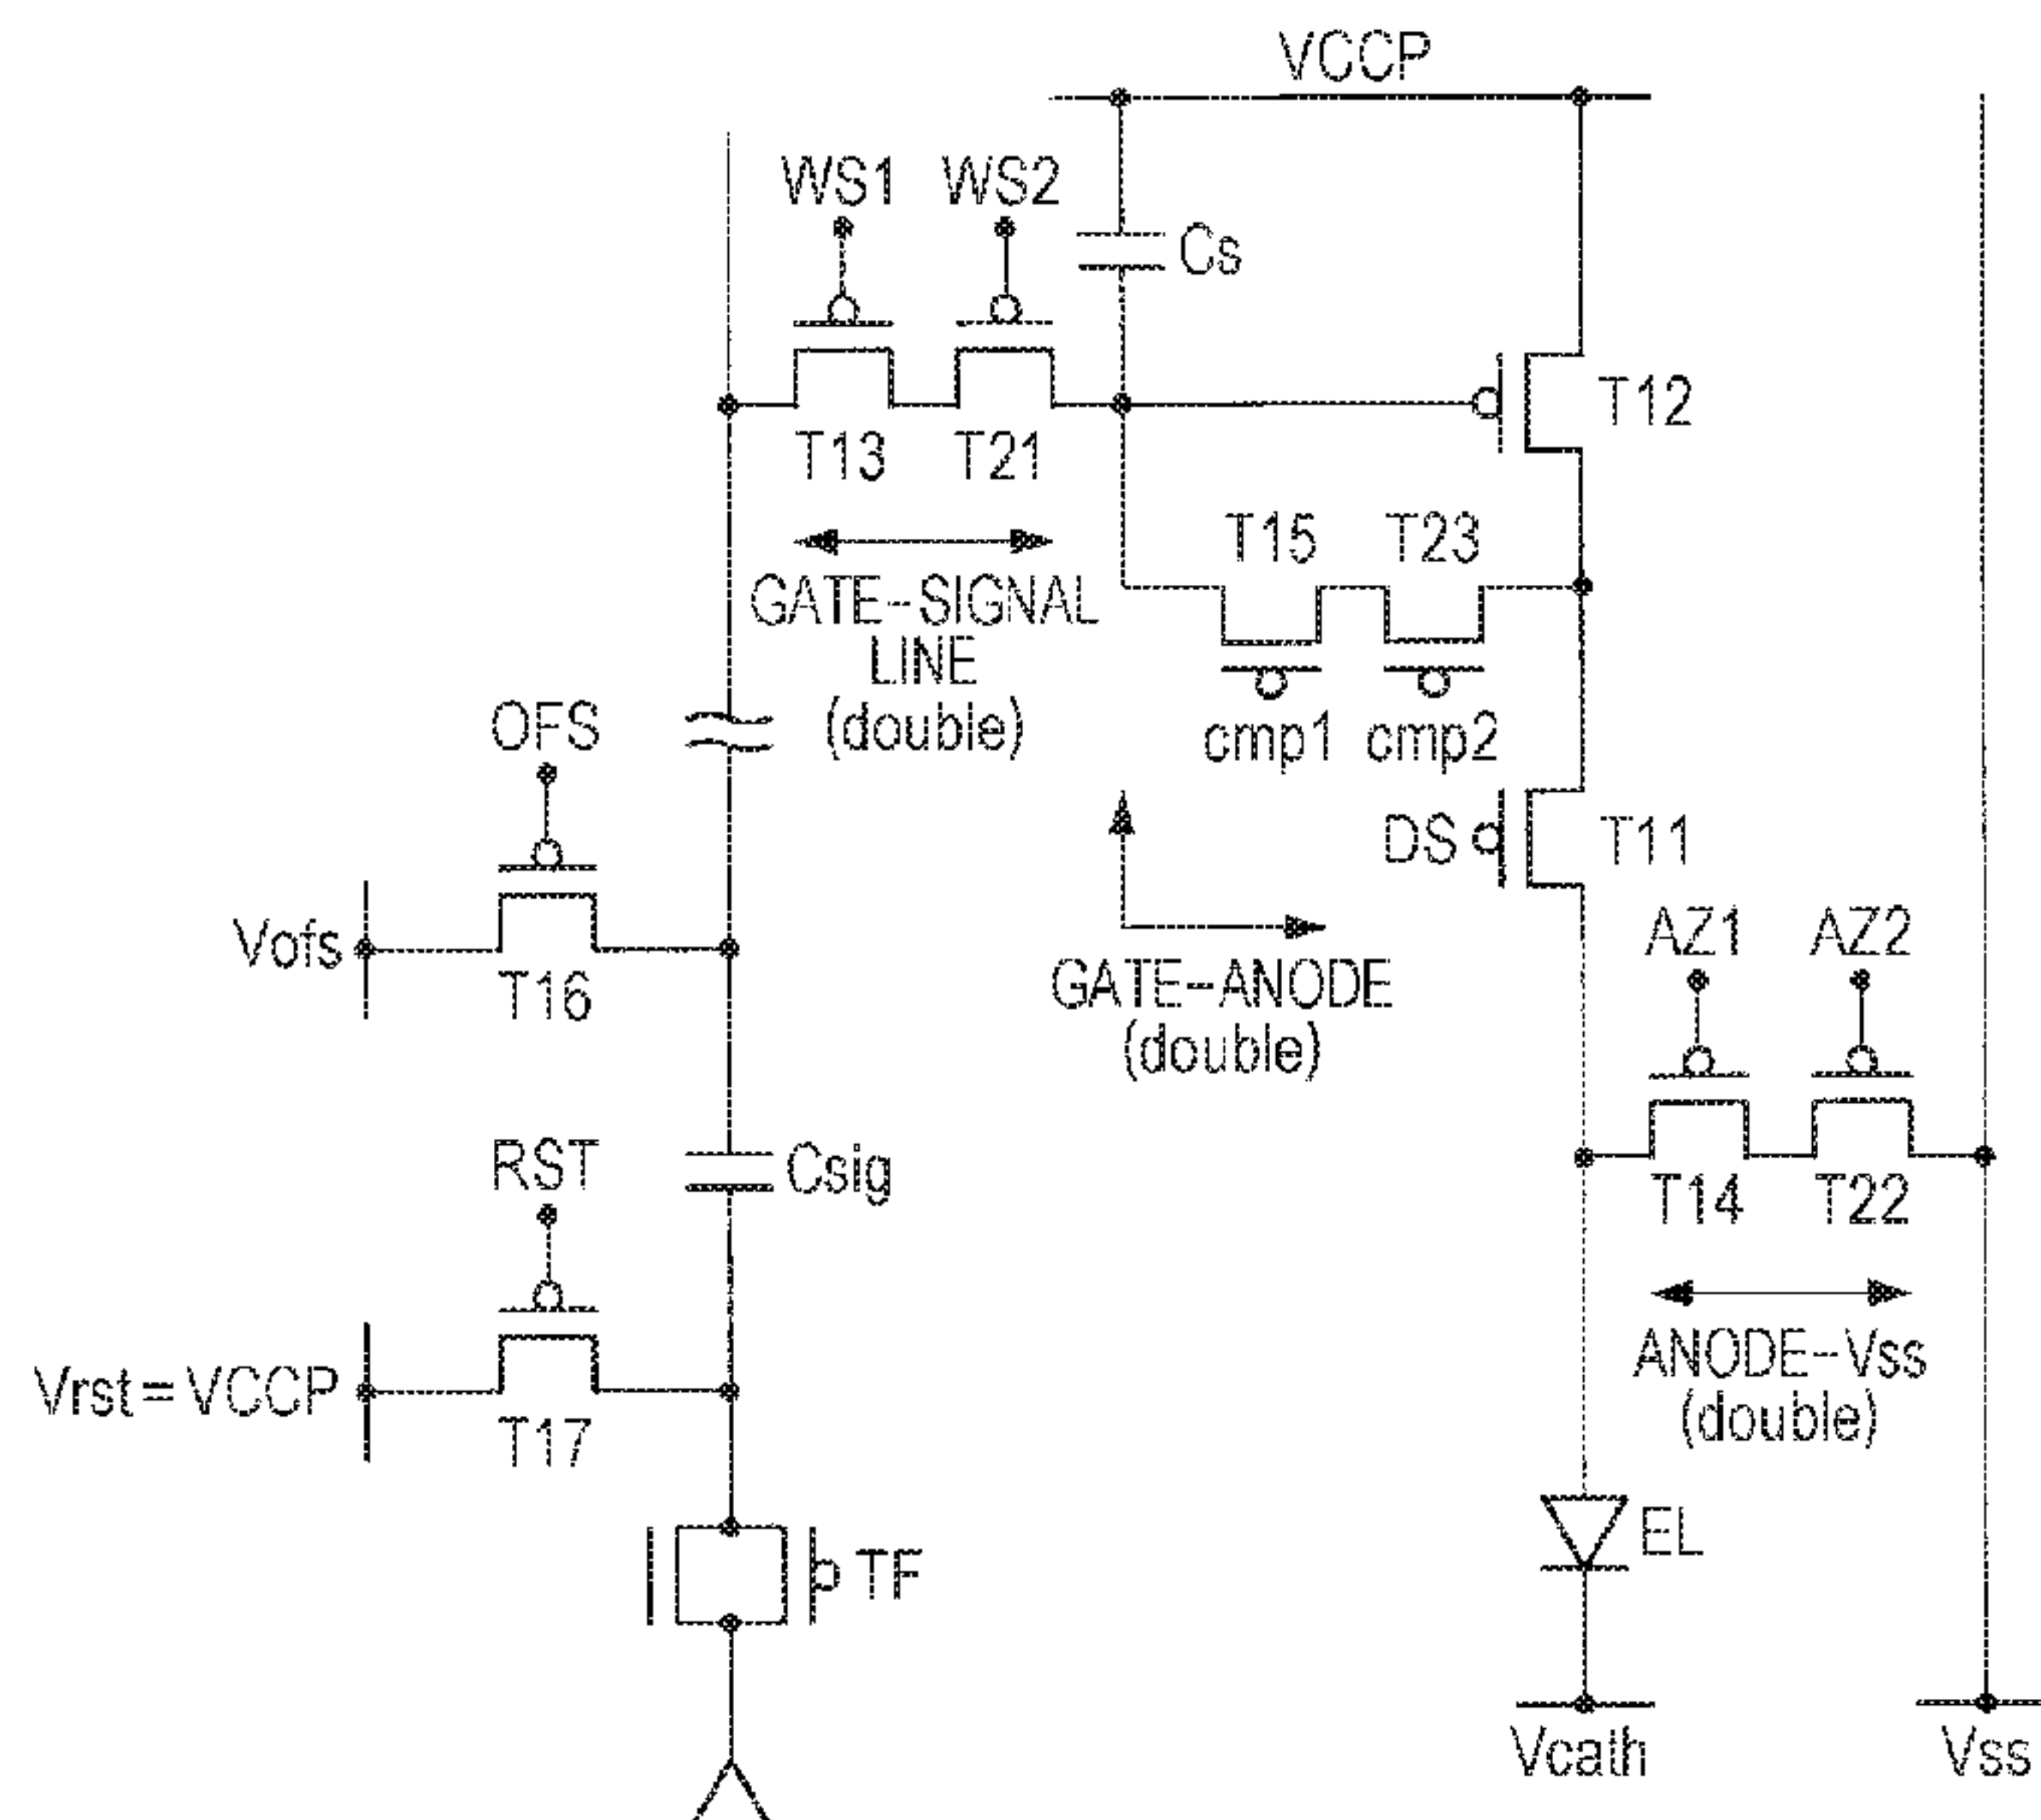 VCCP
WS1 WS2
Cs
T12
T13 T21
T15 T23
GATE-SIGNAL
LINE
(double)
cmp1 cmp2
OFS
DS T11
Vofs
T16
GATE-ANODE
(double)
AZ1 AZ2
RST
Csig
T14 T22
Vrst=VCCP
T17
ANODE-Vss
(double)
EL
TF
Vcath
Vss